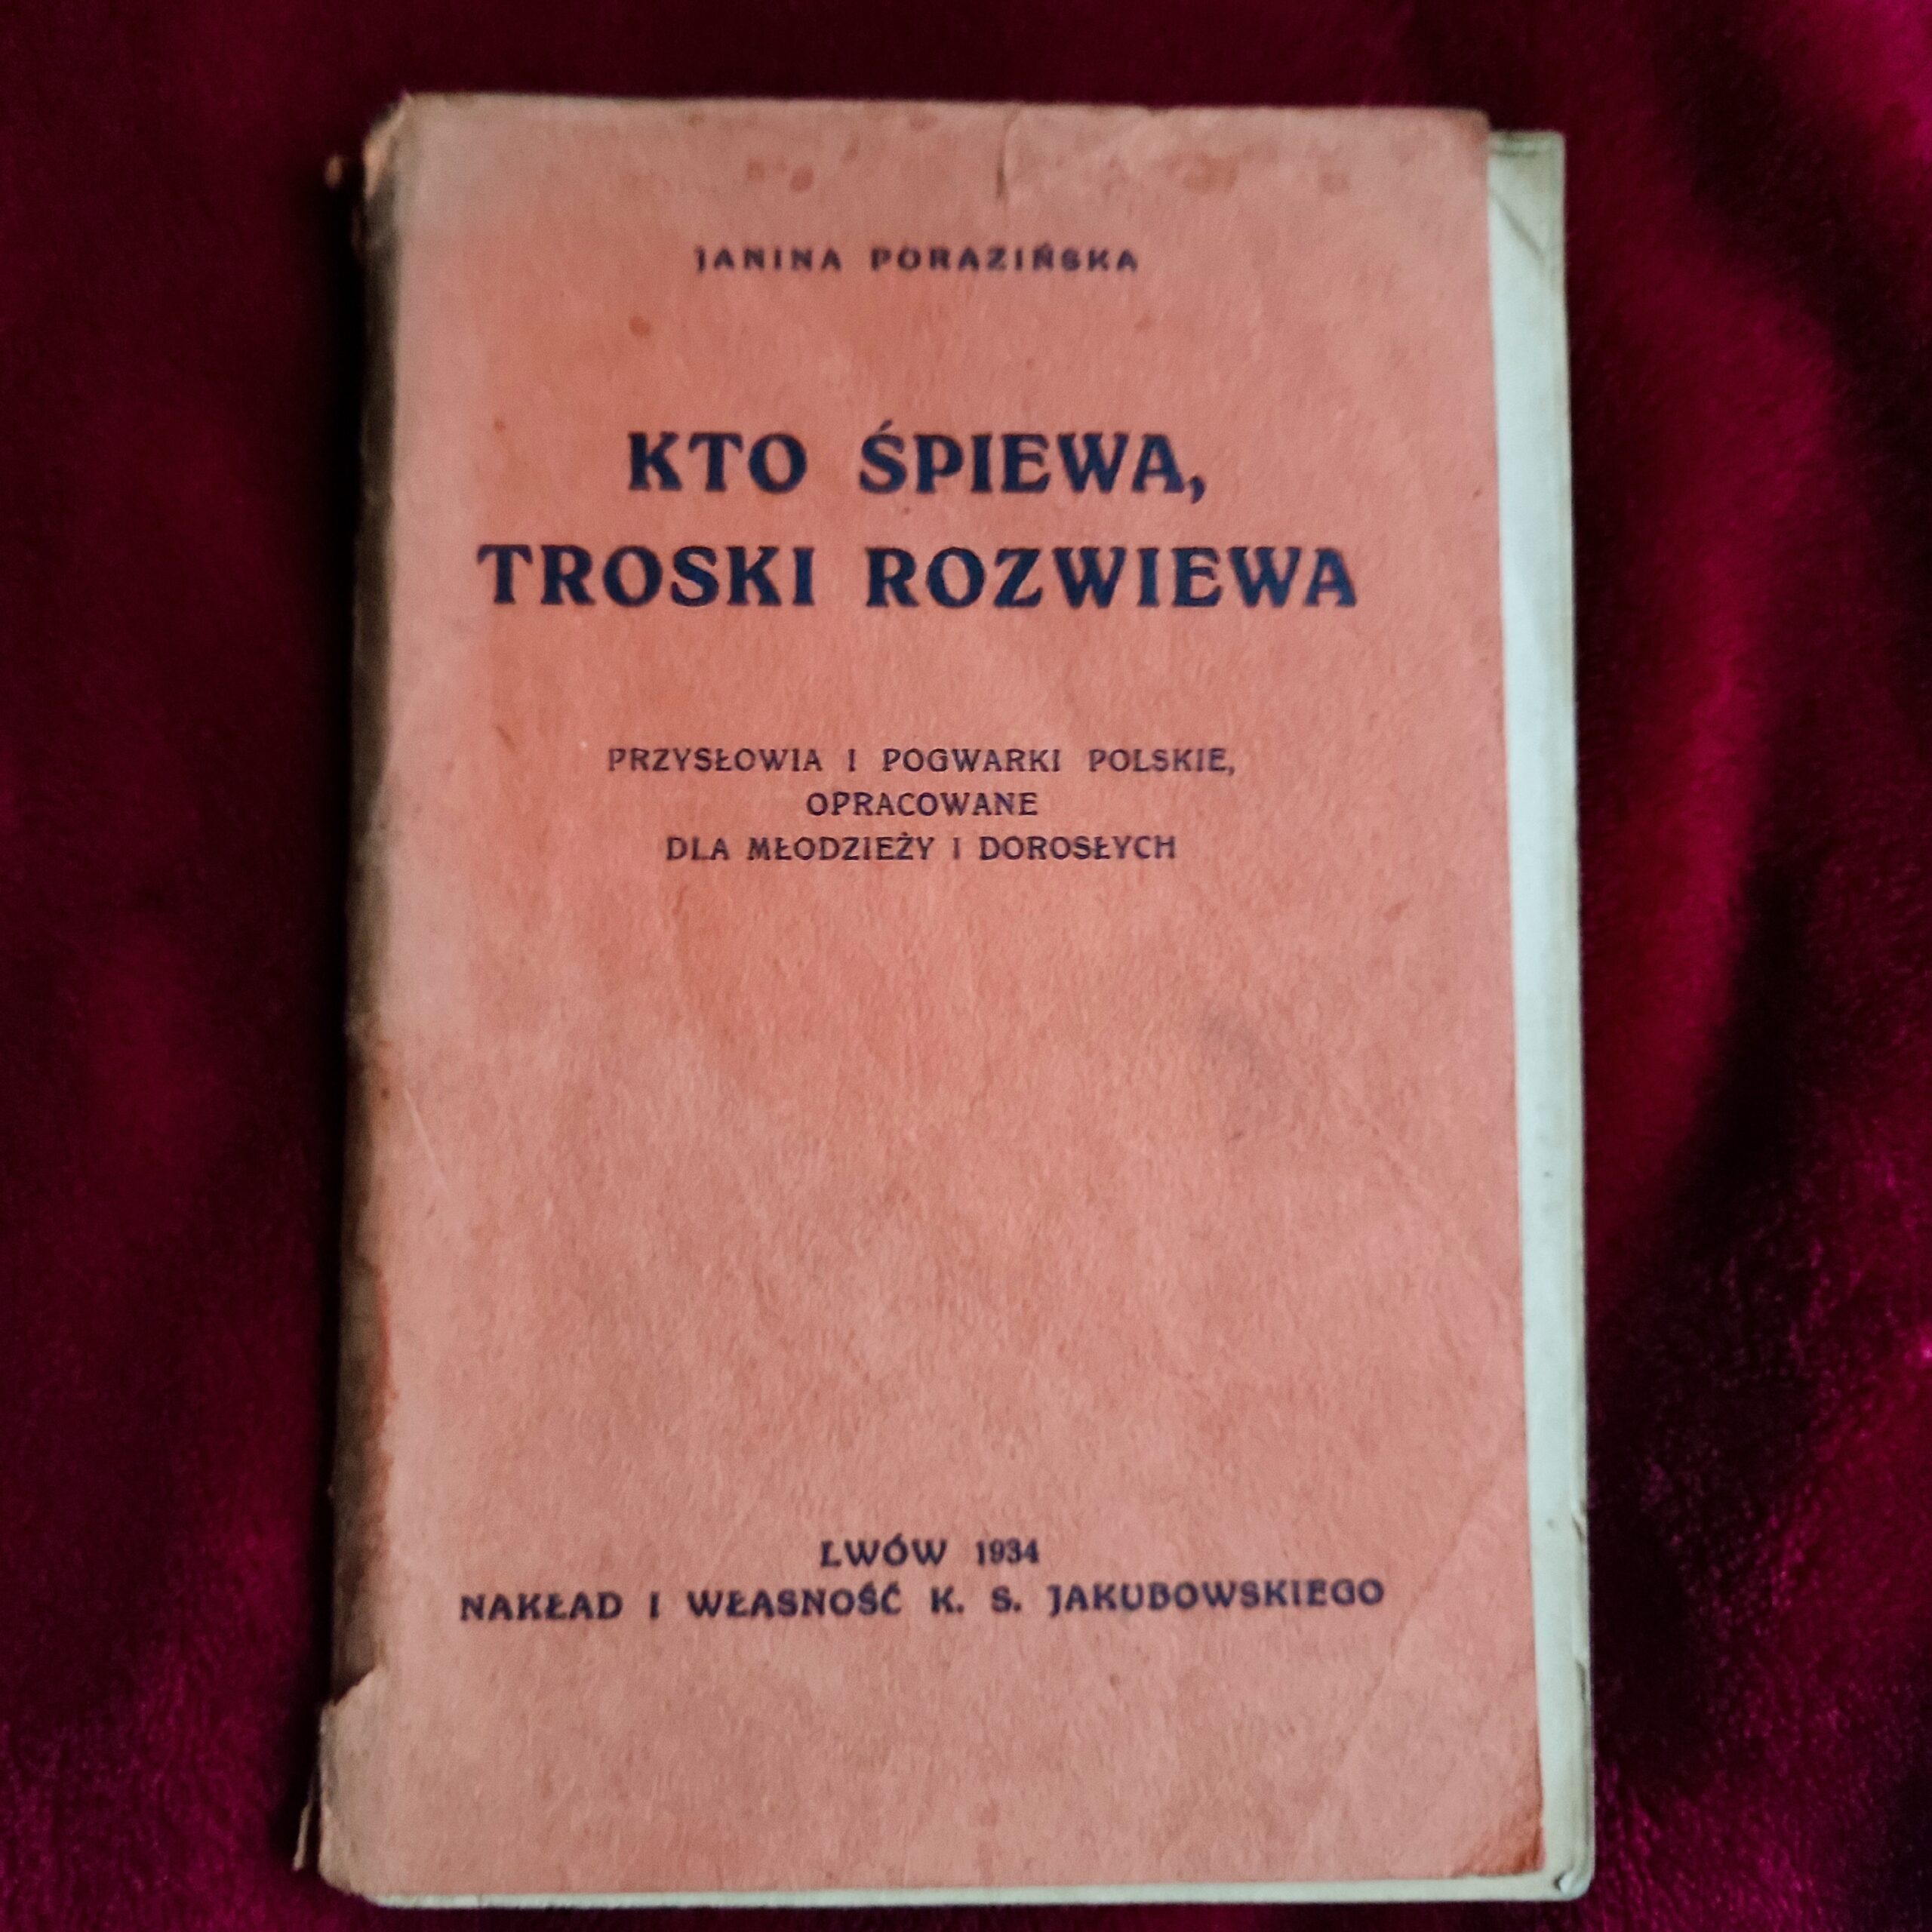 JANINA PORAZIŃSKA
KTO ŚPIEWA,
TROSKI ROZWIEWA
PRZYSŁOWIA I POGWARKI POLSKIE,
OPRACOWANE
DLA MŁODZIEŻY I DOROSŁYCH
LWÓW 1934
NAKŁAD I WŁASNOŚĆ K. S. JAKUBOWSKIEGO